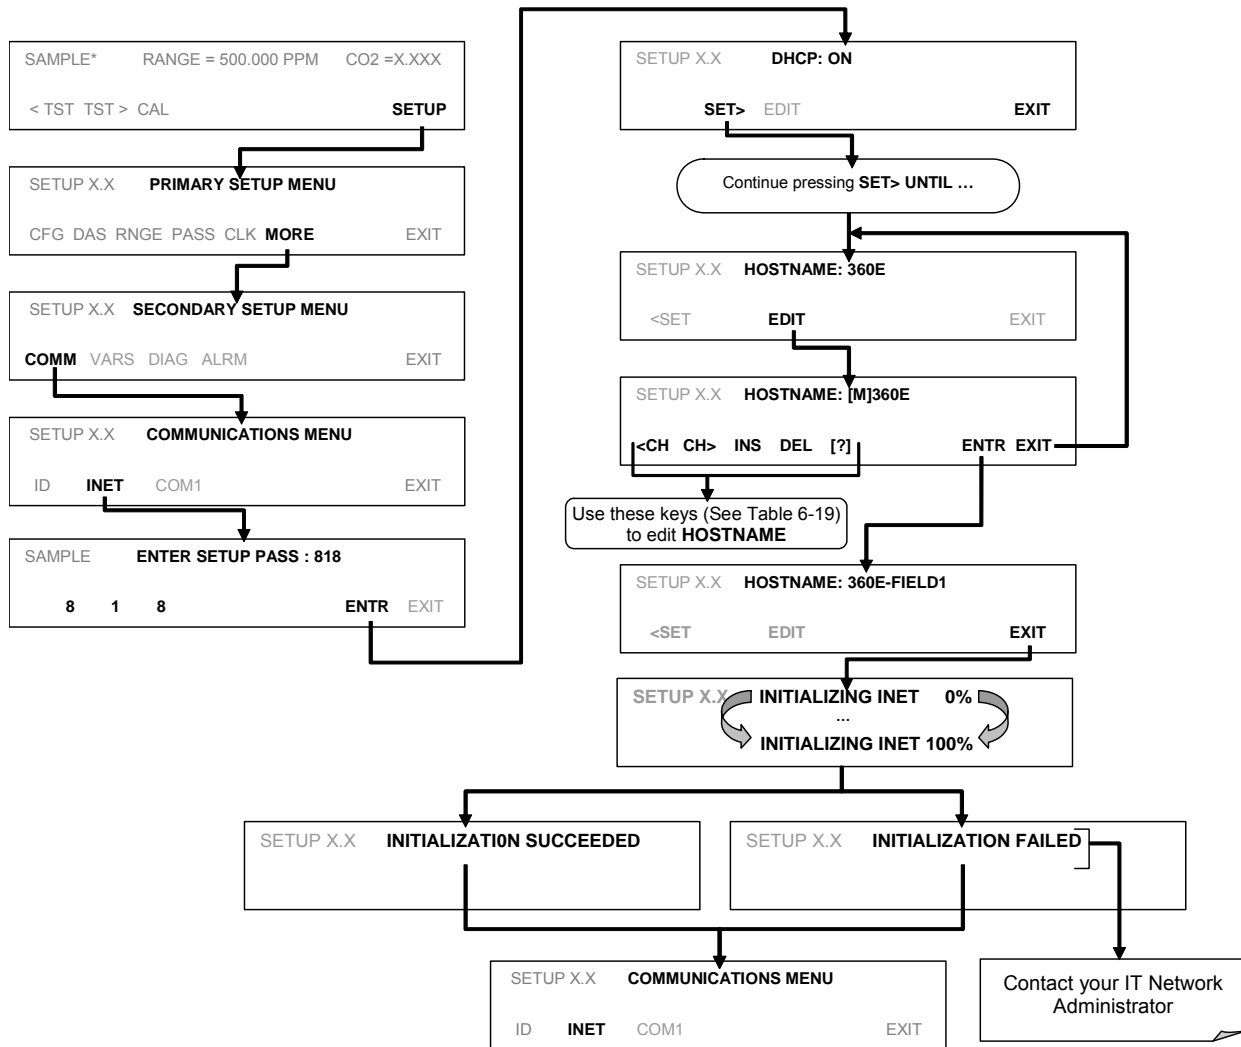 SAMPLE* RANGE = 500.000 PPM CO2 =X.XXX
< TST TST > CAL SETUP
SETUP X.X PRIMARY SETUP MENU
CFG DAS RNGE PASS CLK MORE EXIT
SETUP X.X SECONDARY SETUP MENU
COMM VARS DIAG ALRM EXIT
SETUP X.X COMMUNICATIONS MENU
ID INET COM1 EXIT
SAMPLE ENTER SETUP PASS : 818
8 1 8 ENTR EXIT
SETUP X.X DHCP: ON
SET> EDIT EXIT
Continue pressing SET> UNTIL ...
SETUP X.X HOSTNAME: 360E
<SET EDIT EXIT
SETUP X.X HOSTNAME: [M]360E
<CH CH> INS DEL [?] ENTR EXIT
Use these keys (See Table 6-19)
to edit HOSTNAME
SETUP X.X HOSTNAME: 360E-FIELD1
<SET EDIT EXIT
SETUP X.X INITIALIZING INET 0%
...
INITIALIZING INET 100%
SETUP X.X INITIALIZATI0N SUCCEEDED
SETUP X.X INITIALIZATION FAILED
SETUP X.X COMMUNICATIONS MENU
ID INET COM1 EXIT
Contact your IT Network
Administrator